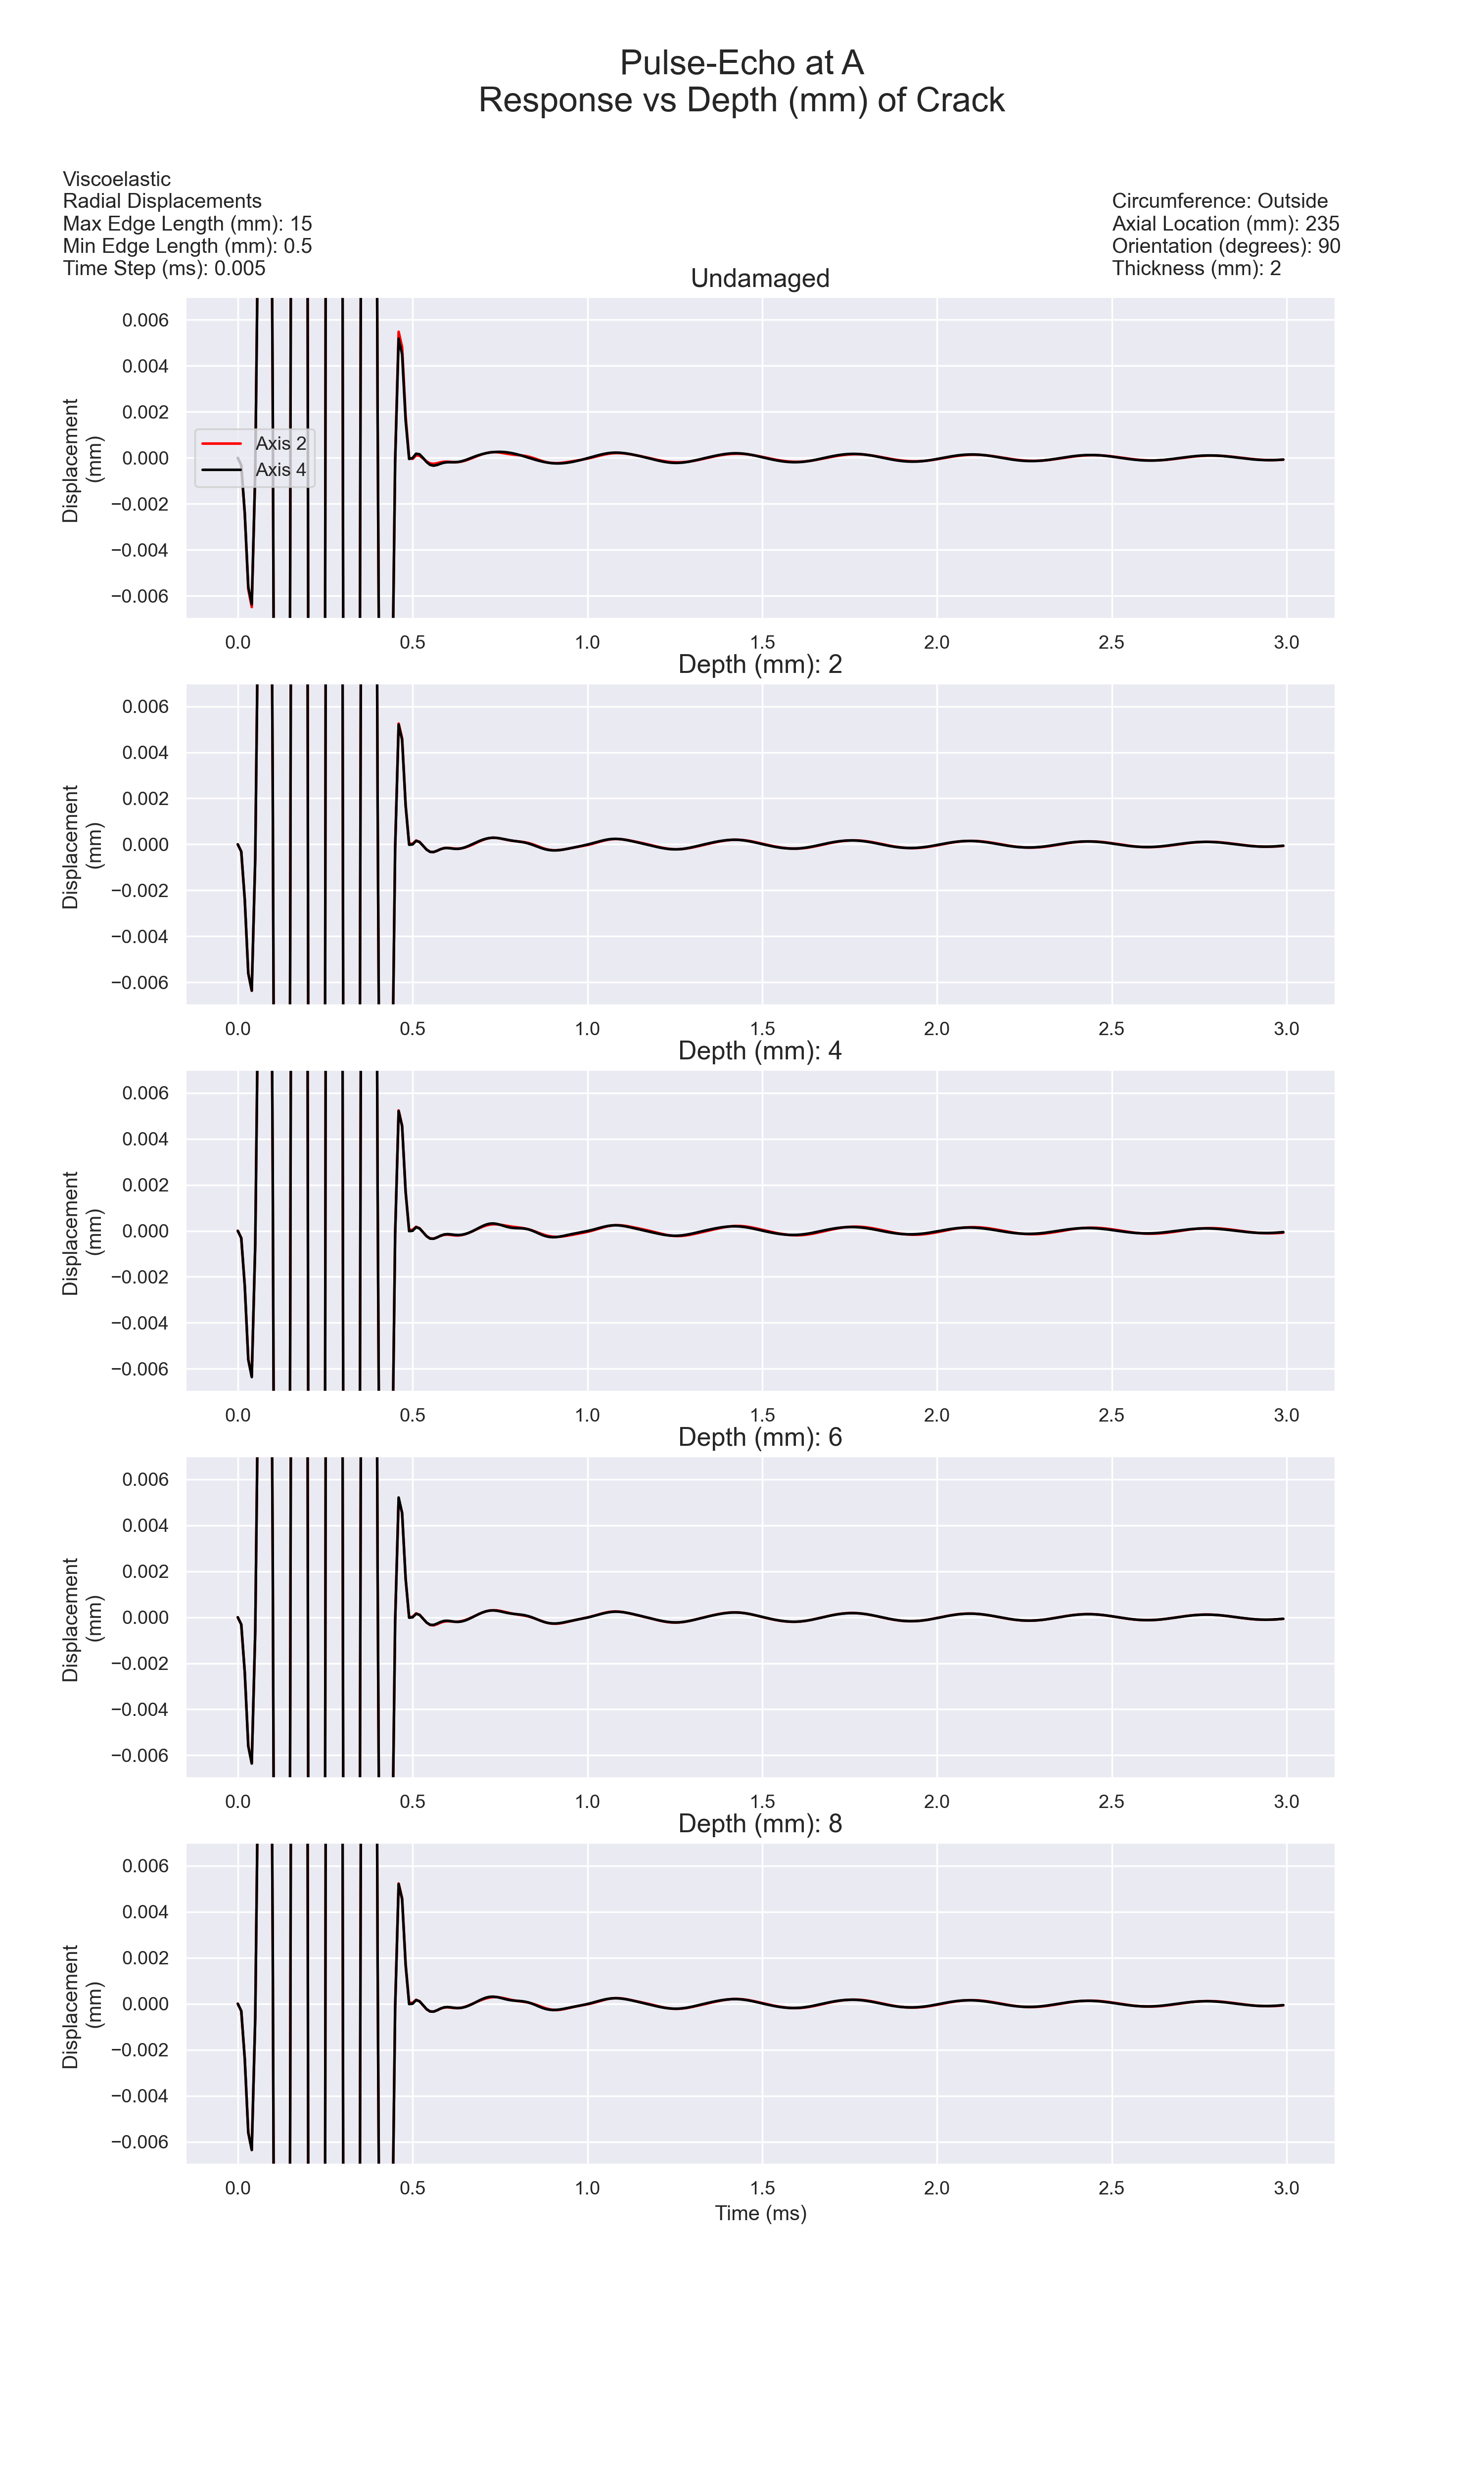 Pulse-Echo at A
Response vs Depth (mm) of Crack
Viscoelastic
Radial Displacements
Max Edge Length (mm): 15
Min Edge Length (mm): 0.5
Time Step (ms): 0.005
Circumference: Outside
Axial Location (mm): 235
Orientation (degrees): 90
Thickness (mm): 2
Undamaged
Displacement
(mm)
0.006
0.004
0.002
0.000
−0.002
−0.004
−0.006
Axis 2
Axis 4
0.0 0.5 1.0 1.5 2.0 2.5 3.0
Depth (mm): 2
Displacement
(mm)
0.006
0.004
0.002
0.000
−0.002
−0.004
−0.006
0.0 0.5 1.0 1.5 2.0 2.5 3.0
Depth (mm): 4
Displacement
(mm)
0.006
0.004
0.002
0.000
−0.002
−0.004
−0.006
0.0 0.5 1.0 1.5 2.0 2.5 3.0
Depth (mm): 6
Displacement
(mm)
0.006
0.004
0.002
0.000
−0.002
−0.004
−0.006
0.0 0.5 1.0 1.5 2.0 2.5 3.0
Depth (mm): 8
Displacement
(mm)
0.006
0.004
0.002
0.000
−0.002
−0.004
−0.006
0.0 0.5 1.0 1.5 2.0 2.5 3.0
Time (ms)